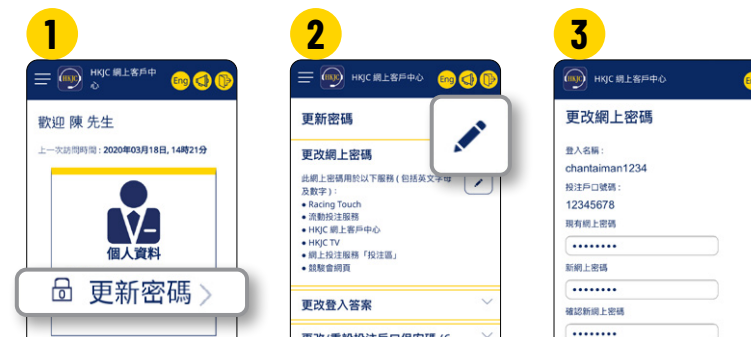 1
HKJC
HKJC 網上客戶中
心
Eng
歡迎 陳 先生
上一次訪問時間 : 2020年03月18日, 14時21分
個人資料
更新密碼
2
HKJC
HKJC 網上客戶中心
Eng
更新密碼
更改網上密碼
此網上密碼用於以下服務 ( 包括英文字母
及數字 ) :
• Racing Touch
• 流動投注服務
• HKJC 網上客戶中心
• HKJC TV
• 網上投注服務「投注區」
• 競駿會網頁
更改登入答案
3
HKJC
HKJC 網上客戶中心
更改網上密碼
登入名稱 :
chantaiman1234
投注戶口號碼 :
12345678
現有網上密碼
••••••••
新網上密碼
••••••••
確認新網上密碼
••••••••